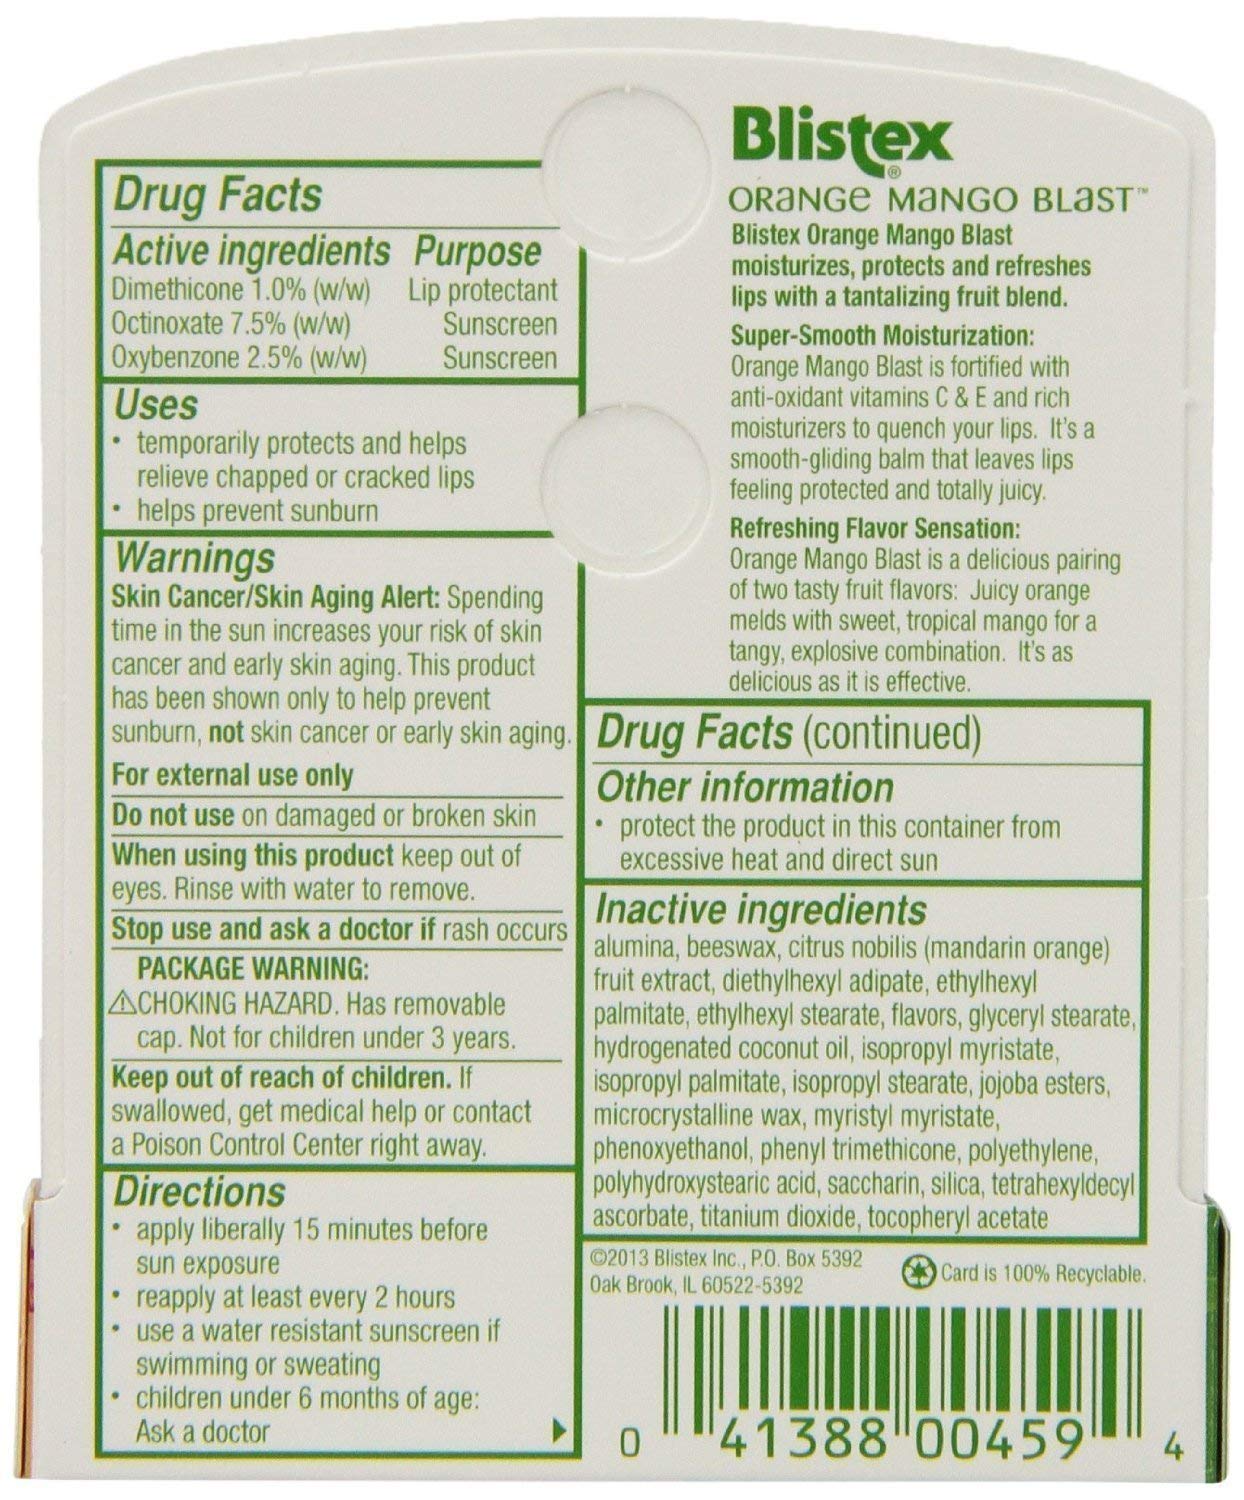 Blistex®
ORANGE MANGO BLAST™
Blistex Orange Mango Blast
moisturizes, protects and refreshes
lips with a tantalizing fruit blend.
Super-Smooth Moisturization:
Orange Mango Blast is fortified with
anti-oxidant vitamins C & E and rich
moisturizers to quench your lips. It's a
smooth-gliding balm that leaves lips
feeling protected and totally juicy.
Refreshing Flavor Sensation:
Orange Mango Blast is a delicious pairing
of two tasty fruit flavors: Juicy orange
melds with sweet, tropical mango for a
tangy, explosive combination. It's as
delicious as it is effective.
Drug Facts
Active ingredients Purpose
Dimethicone 1.0% (w/w) Lip protectant
Octinoxate 7.5% (w/w) Sunscreen
Oxybenzone 2.5% (w/w) Sunscreen
Uses
• temporarily protects and helps
relieve chapped or cracked lips
• helps prevent sunburn
Warnings
Skin Cancer/Skin Aging Alert: Spending
time in the sun increases your risk of skin
cancer and early skin aging. This product
has been shown only to help prevent
sunburn, not skin cancer or early skin aging.
For external use only
Do not use on damaged or broken skin
When using this product keep out of
eyes. Rinse with water to remove.
Stop use and ask a doctor if rash occurs
PACKAGE WARNING:
⚠CHOKING HAZARD. Has removable
cap. Not for children under 3 years.
Keep out of reach of children. If
swallowed, get medical help or contact
a Poison Control Center right away.
Directions
• apply liberally 15 minutes before
sun exposure
• reapply at least every 2 hours
• use a water resistant sunscreen if
swimming or sweating
• children under 6 months of age:
Ask a doctor
Drug Facts (continued)
Other information
• protect the product in this container from
excessive heat and direct sun
Inactive ingredients
alumina, beeswax, citrus nobilis (mandarin orange)
fruit extract, diethylhexyl adipate, ethylhexyl
palmitate, ethylhexyl stearate, flavors, glyceryl stearate,
hydrogenated coconut oil, isopropyl myristate,
isopropyl palmitate, isopropyl stearate, jojoba esters,
microcrystalline wax, myristyl myristate,
phenoxyethanol, phenyl trimethicone, polyethylene,
polyhydroxystearic acid, saccharin, silica, tetrahexyldecyl
ascorbate, titanium dioxide, tocopheryl acetate
©2013 Blistex Inc., P.O. Box 5392
Oak Brook, IL 60522-5392
Card is 100% Recyclable.
0 41388 00459 4